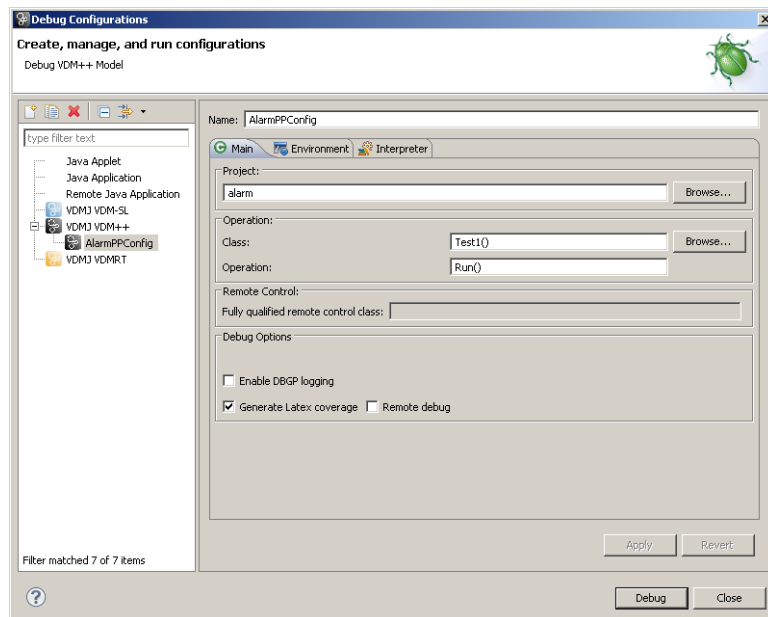 Debug Configurations
Create, manage, and run configurations
Debug VDM++ Model
type filter text
Java Applet
Java Application
Remote Java Application
VDMJ VDM-SL
VDMJ VDM++
AlarmPPConfig
VDMJ VDMRT
Filter matched 7 of 7 items
Name: AlarmPPConfig
Main Environment Interpreter
Project:
alarm Browse...
Operation:
Class: Test1() Browse...
Operation: Run()
Remote Control:
Fully qualified remote control class:
Debug Options
Enable DBGP logging
Generate Latex coverage Remote debug
Apply Revert
Debug Close